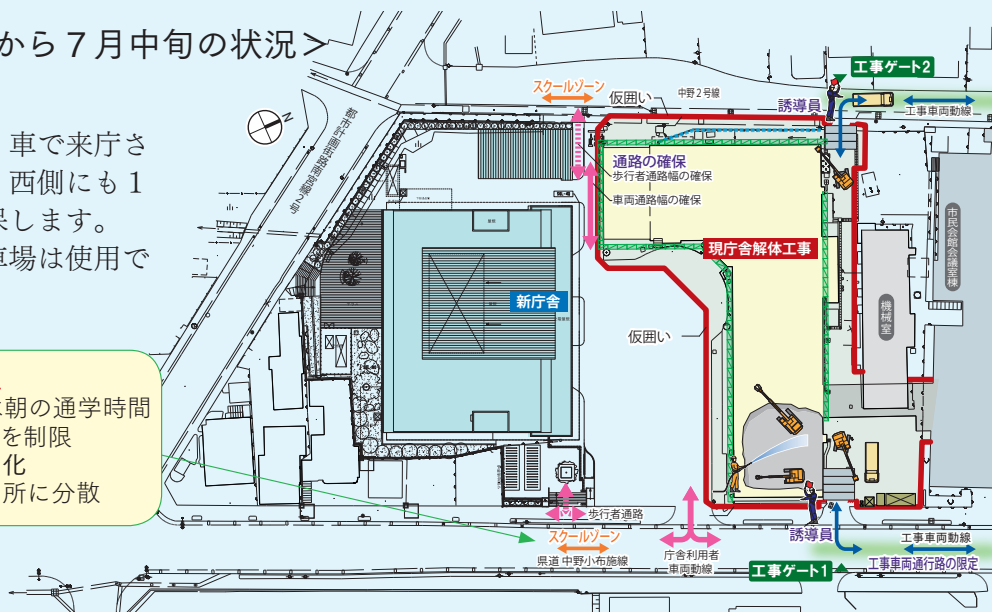 から７月中旬の状況＞
車で来庁さ
西側にも１
保します。
車場は使用で
朝の通学時間
を制限
化
所に分散
N
都市計画街路南宮線２号
スクールゾーン
仮囲い
中野２号線
誘導員
工事ゲート2
工事車両動線
通路の確保
歩行者通路幅の確保
車両通路幅の確保
現庁舎解体工事
新庁舎
仮囲い
市民会館会議室棟
機械室
歩行者通路
スクールゾーン
県道 中野小布施線
庁舎利用者
車両動線
誘導員
工事ゲート1
工事車両動線
工事車両通行路の限定